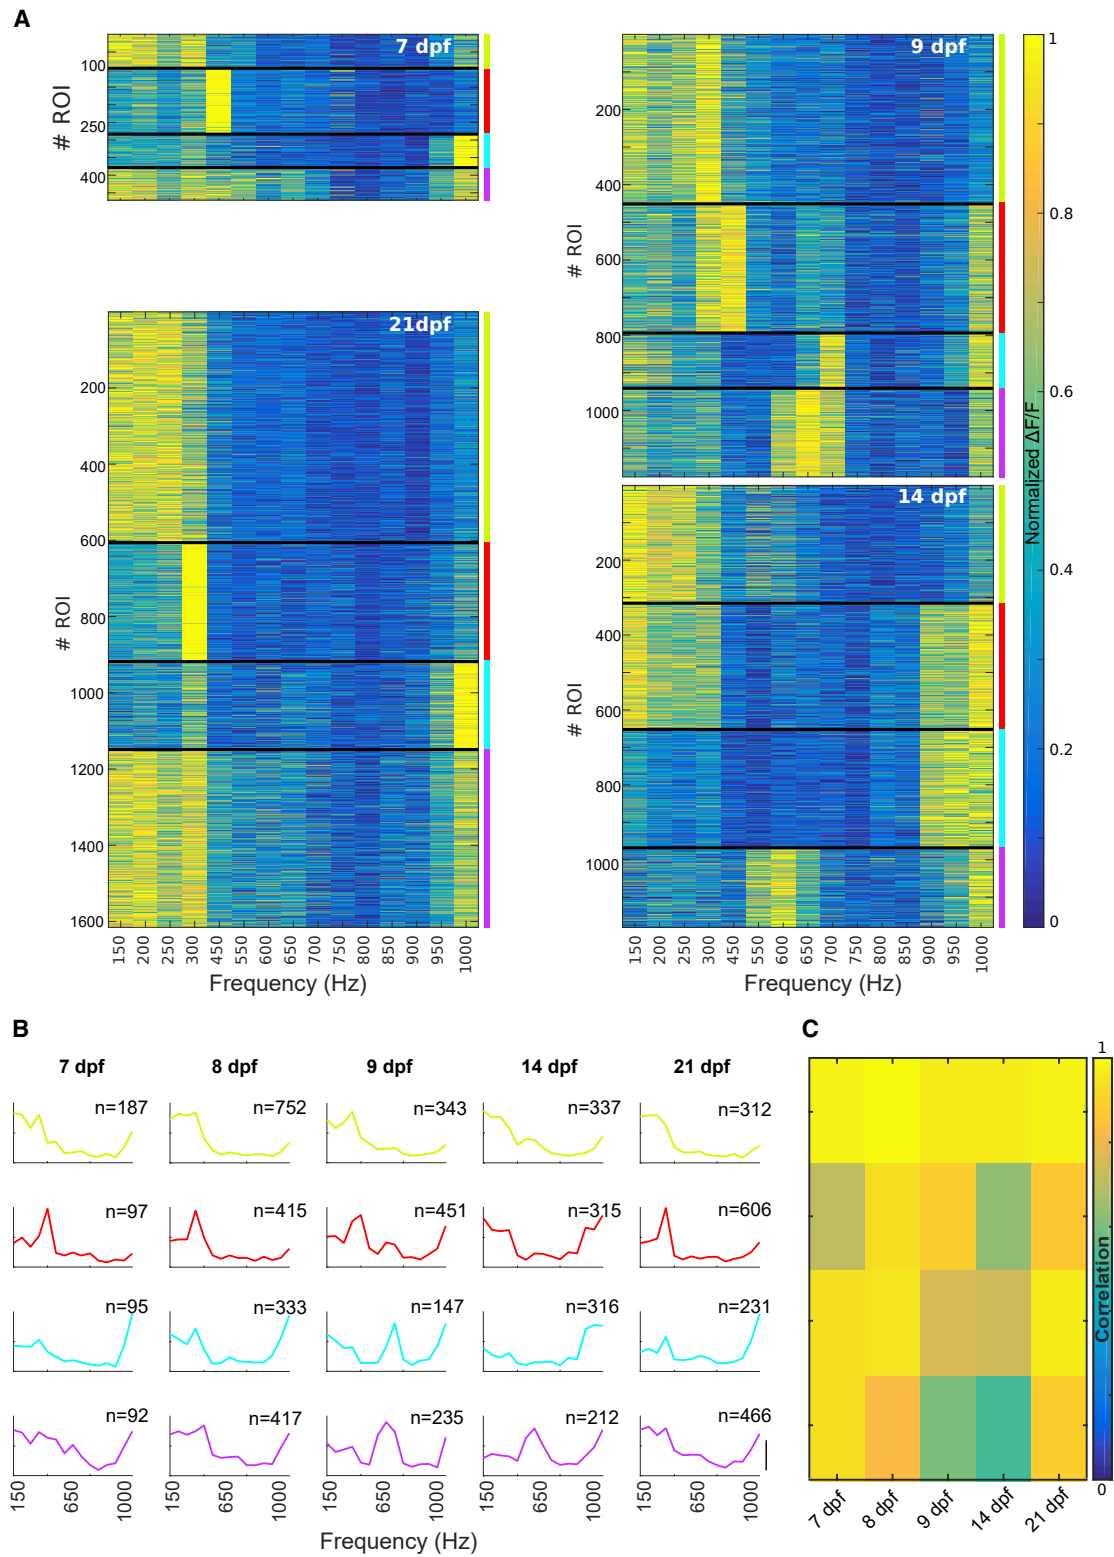 A
7 dpf
# ROI
100
250
400
9 dpf
# ROI
200
400
600
800
1000
1
0.8
0.6
0.4
0.2
0
Normalized ΔF/F
21dpf
# ROI
200
400
600
800
1000
1200
1400
1600
150 200 250 300 450 500 600 650 700 750 850 900 950 1000
Frequency (Hz)
14 dpf
# ROI
200
400
600
800
1000
150 200 250 300 450 500 600 650 700 750 850 900 950 1000
Frequency (Hz)
B
7 dpf 8 dpf 9 dpf 14 dpf 21 dpf
n=187 n=752 n=343 n=337 n=312
n=97 n=415 n=451 n=315 n=606
n=95 n=333 n=147 n=316 n=231
n=92 n=417 n=235 n=212 n=466
150 650 1000 150 650 1000 150 650 1000 150 650 1000 150 650 1000
Frequency (Hz)
C
1
Correlation
0
7 dpf 8 dpf 9 dpf 14 dpf 21 dpf